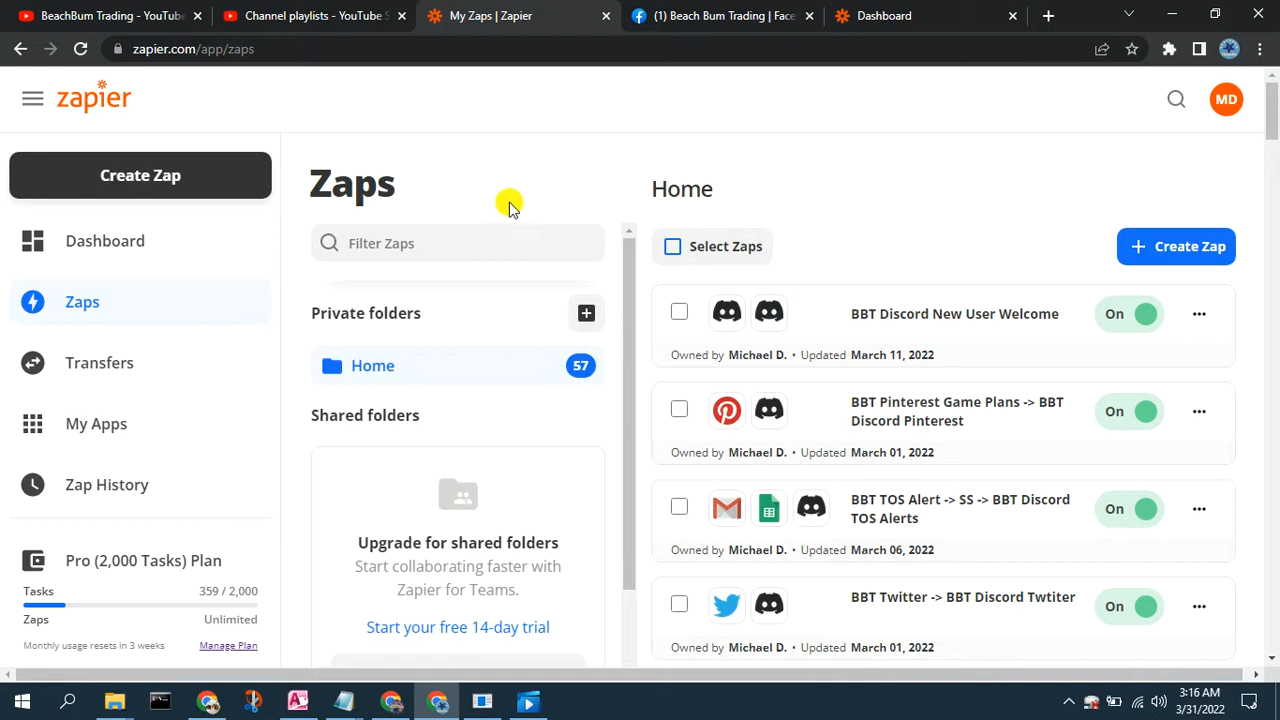 BeachBum Trading - YouTube
Channel playlists - YouTube S
My Zaps | Zapier
(1) Beach Bum Trading | Face
Dashboard
zapier.com/app/zaps
zapier
MD
Create Zap
Dashboard
Zaps
Transfers
My Apps
Zap History
Pro (2,000 Tasks) Plan
Tasks 359 / 2,000
Zaps Unlimited
Monthly usage resets in 3 weeks Manage Plan
Zaps
Filter Zaps
Private folders
Home 57
Shared folders
Upgrade for shared folders
Start collaborating faster with
Zapier for Teams.
Start your free 14-day trial
Home
Select Zaps
Create Zap
BBT Discord New User Welcome
On
Owned by Michael D. • Updated March 11, 2022
BBT Pinterest Game Plans -> BBT
Discord Pinterest
On
Owned by Michael D. • Updated March 01, 2022
BBT TOS Alert -> SS -> BBT Discord
TOS Alerts
On
Owned by Michael D. • Updated March 06, 2022
BBT Twitter -> BBT Discord Twtiter
On
Owned by Michael D. • Updated March 01, 2022
3:16 AM
3/31/2022